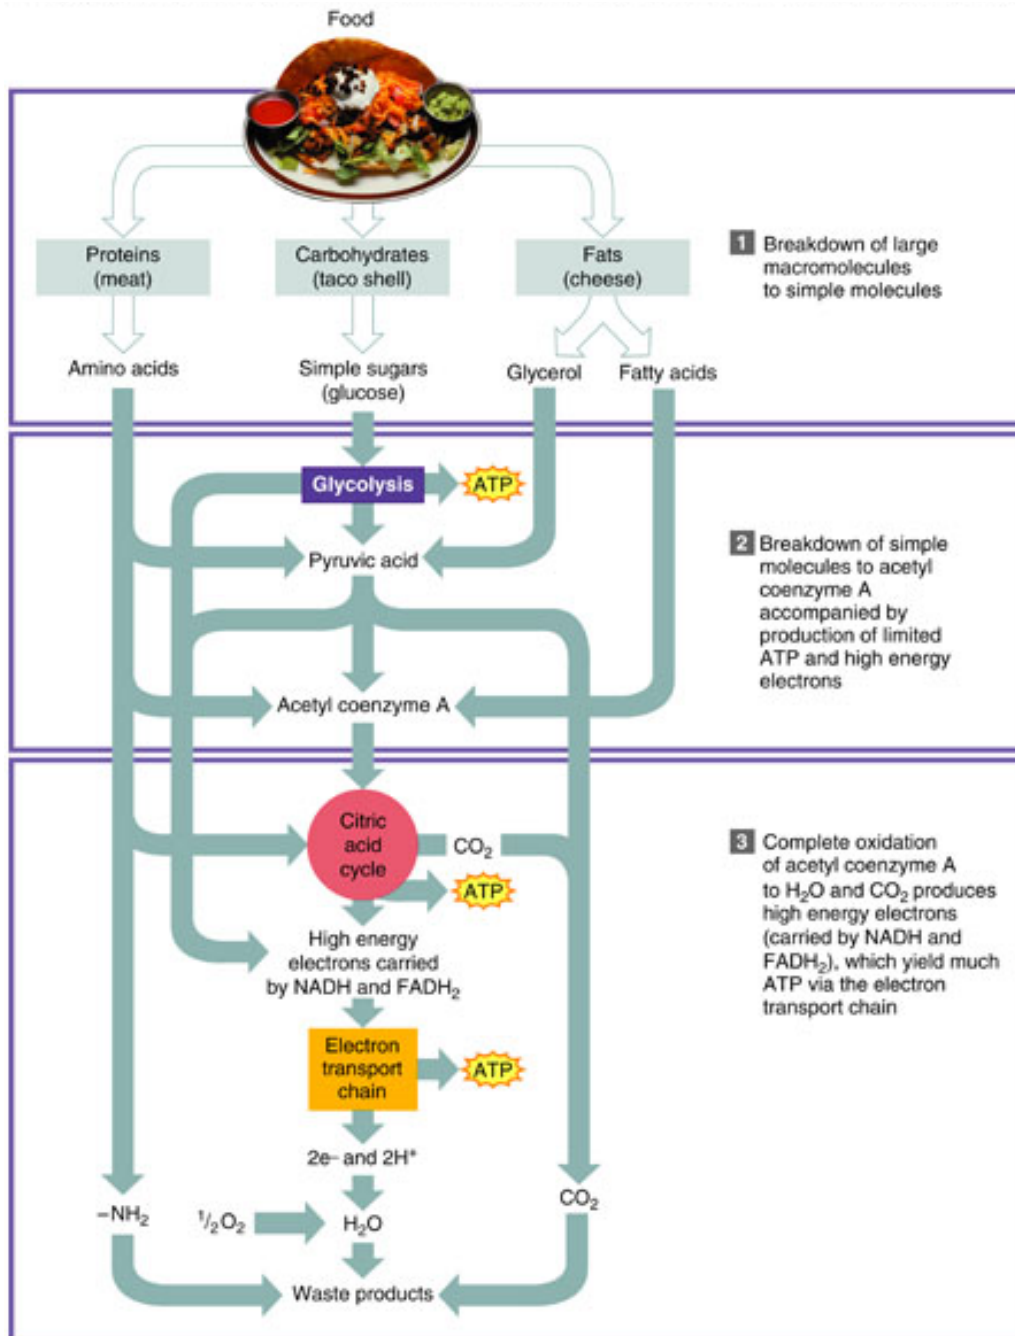 Food
Proteins
(meat)
Carbohydrates
(taco shell)
Fats
(cheese)
1 Breakdown of large
macromolecules
to simple molecules
Amino acids
Simple sugars
(glucose)
Glycerol
Fatty acids
Glycolysis
ATP
Pyruvic acid
2 Breakdown of simple
molecules to acetyl
coenzyme A
accompanied by
production of limited
ATP and high energy
electrons
Acetyl coenzyme A
Citric
acid
cycle
CO₂
ATP
3 Complete oxidation
of acetyl coenzyme A
to H₂O and CO₂ produces
high energy electrons
(carried by NADH and
FADH₂), which yield much
ATP via the electron
transport chain
High energy
electrons carried
by NADH and FADH₂
Electron
transport
chain
ATP
2e⁻ and 2H⁺
–NH₂
½O₂
H₂O
CO₂
Waste products